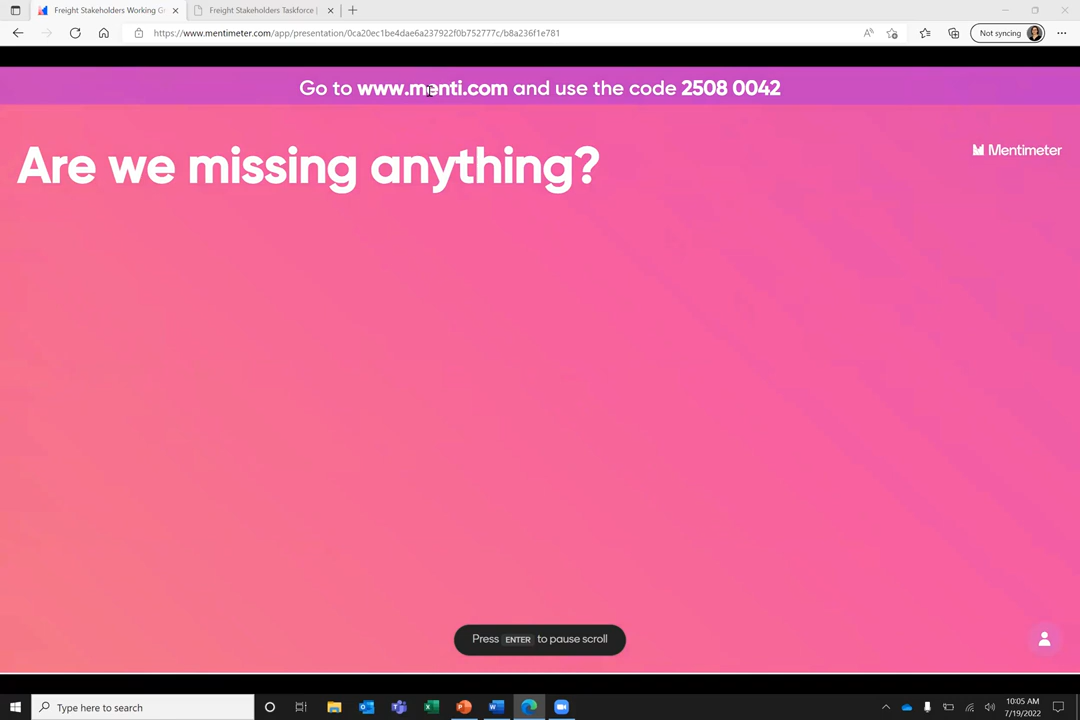 Freight Stakeholders Working Gr
Freight Stakeholders Taskforce |
https://www.mentimeter.com/app/presentation/0ca20ec1be4dae6a237922f0b752777c/b8a236f1e781
Not syncing
Go to www.menti.com and use the code 2508 0042
Are we missing anything?
Mentimeter
Press ENTER to pause scroll
Type here to search
10:05 AM
7/19/2022